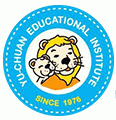 YU-CHUAN EDUCATIONAL INSTITUTE
SINCE 1976